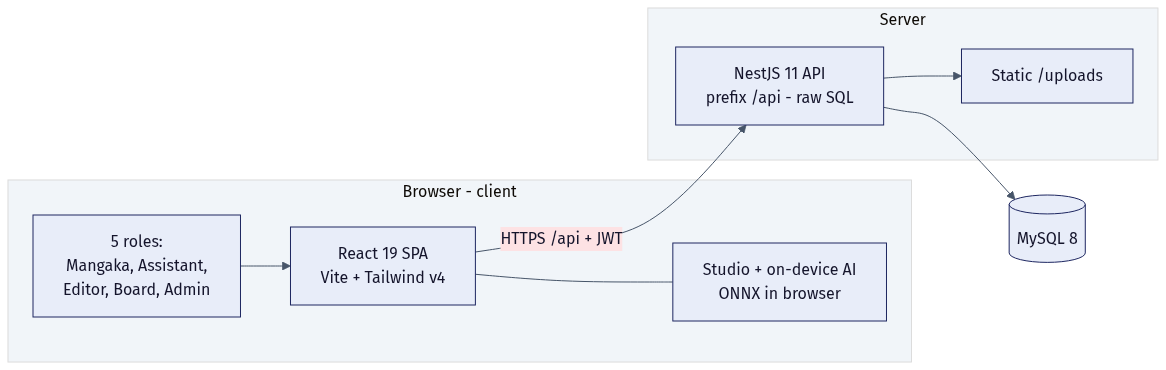 Server
NestJS 11 API
prefix /api - raw SQL
Static /uploads
Browser - client
5 roles:
Mangaka, Assistant,
Editor, Board, Admin
React 19 SPA
Vite + Tailwind v4
HTTPS /api + JWT
Studio + on-device AI
ONNX in browser
MySQL 8